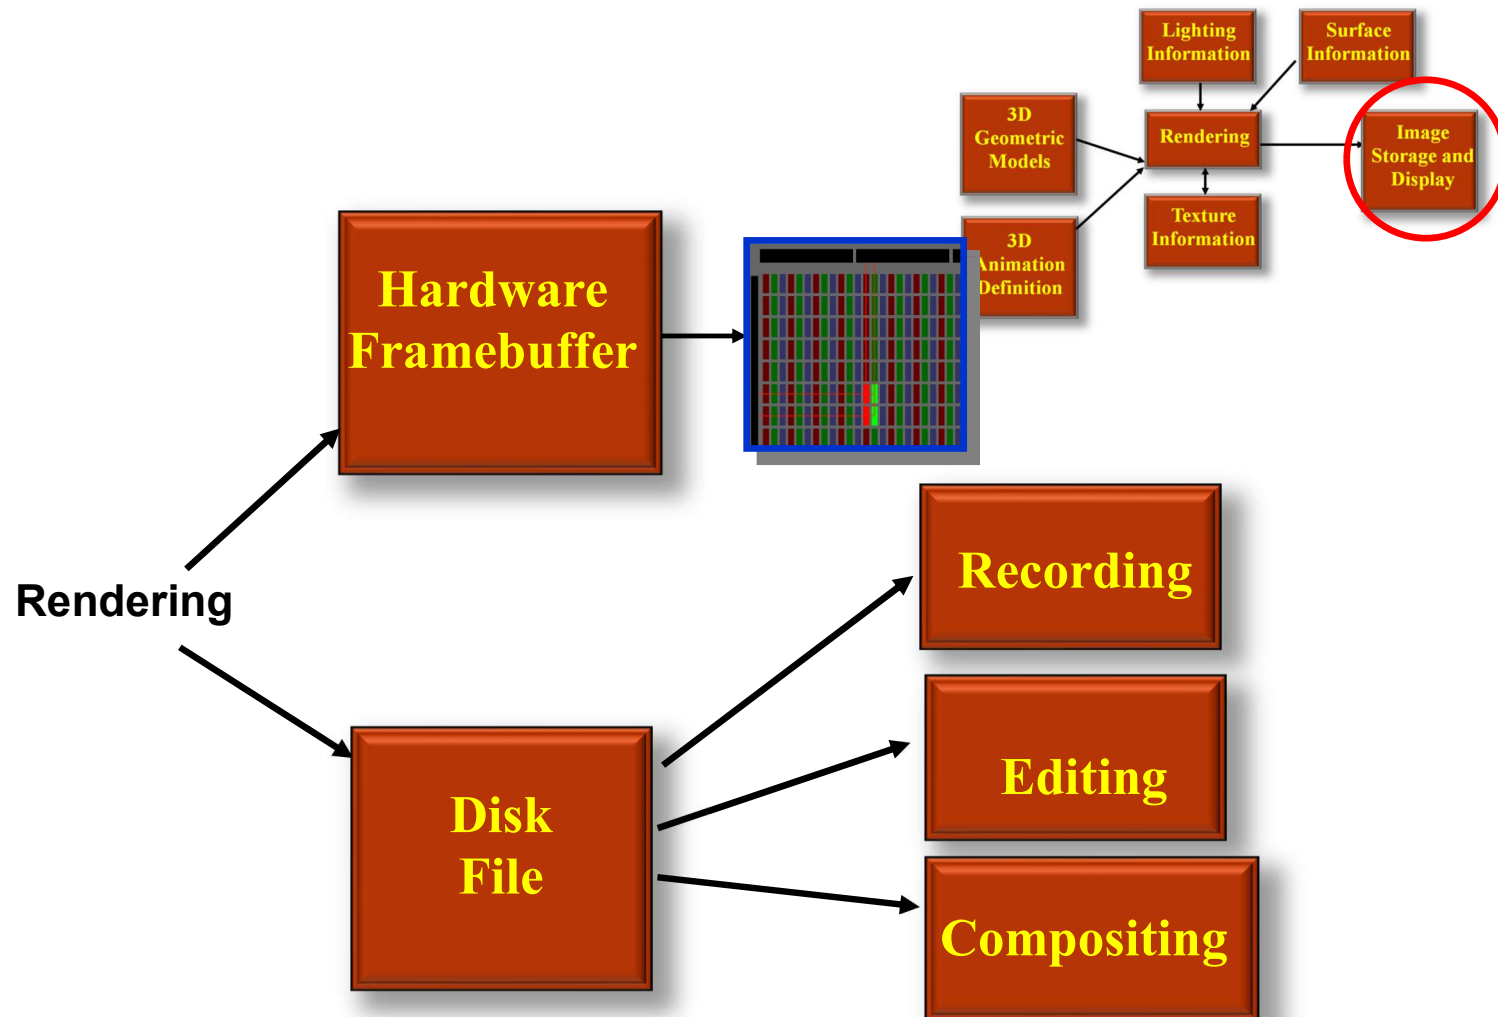 Lighting
Information
Surface
Information
3D
Geometric
Models
Rendering
Image
Storage and
Display
Texture
Information
3D
Animation
Definition
Hardware
Framebuffer
Rendering
Recording
Editing
Disk
File
Compositing